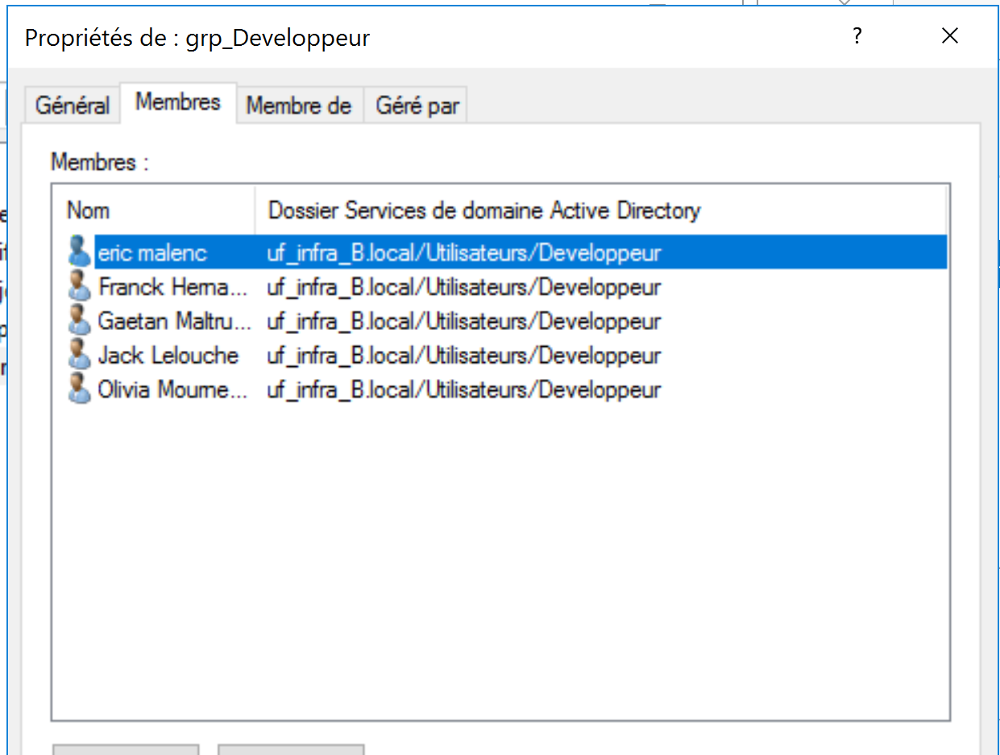 Propriétés de : grp_Developpeur ?
Général Membres Membre de Géré par
Membres :
Nom Dossier Services de domaine Active Directory
eric malenc uf_infra_B.local/Utilisateurs/Developpeur
Franck Herna... uf_infra_B.local/Utilisateurs/Developpeur
Gaetan Maltru... uf_infra_B.local/Utilisateurs/Developpeur
Jack Lelouche uf_infra_B.local/Utilisateurs/Developpeur
Olivia Mourne... uf_infra_B.local/Utilisateurs/Developpeur